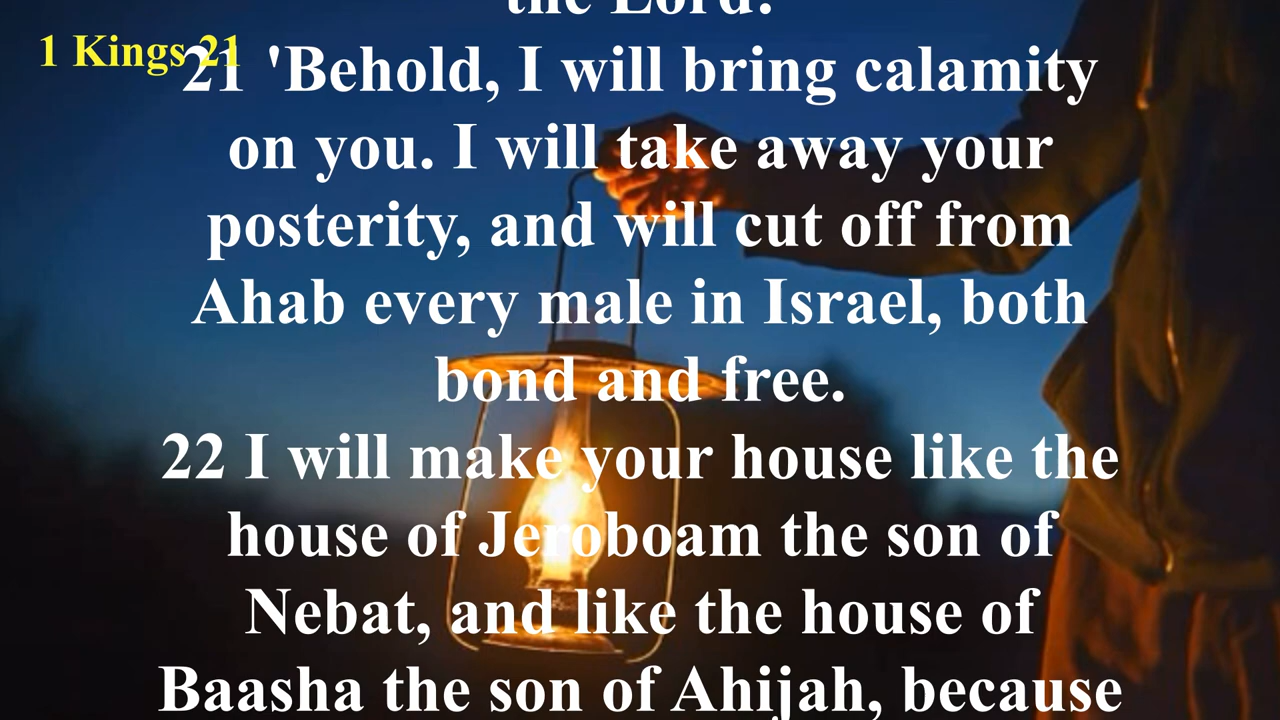 the Lord:
1 Kings 21
21 'Behold, I will bring calamity
on you. I will take away your
posterity, and will cut off from
Ahab every male in Israel, both
bond and free.
22 I will make your house like the
house of Jeroboam the son of
Nebat, and like the house of
Baasha the son of Ahijah, because